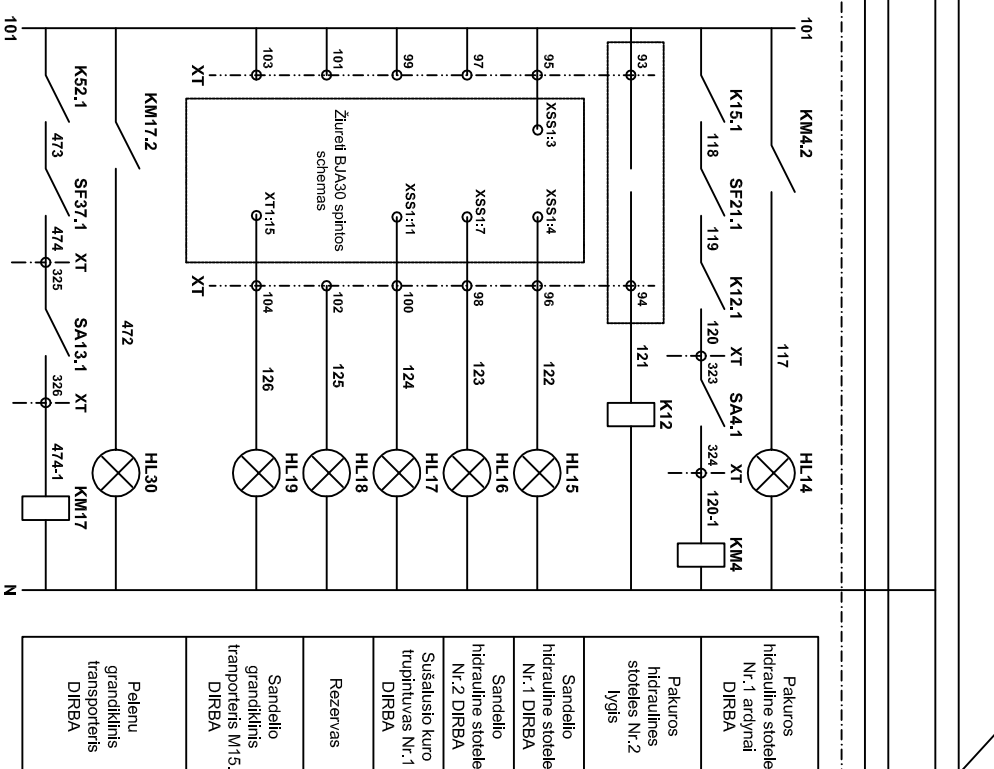 101
KM4.2
117
HL14
Pakuros
hidrauline stotele
Nr.1 ardynai
DIRBA
K15.1
118
SF21.1
119
K12.1
120
XT
323
SA4.1
324
XT
120-1
KM4
93
94
121
K12
Pakuros
hidraulines
stoteles Nr.2
lygis
95
XSS1:3
XSS1:4
96
122
HL15
Sandelio
hidrauline stotele
Nr.1 DIRBA
97
XSS1:7
98
123
HL16
Sandelio
hidrauline stotele
Nr.2 DIRBA
99
XSS1:11
100
124
HL17
Sušalusio kuro
trupintuvas Nr.1
DIRBA
101
Žiureti BJA30 spintos
schemas
102
125
HL18
Rezervas
103
XT1:15
104
126
HL19
Sandelio
grandiklinis
tranporteris M15.
DIRBA
XT
XT
KM17.2
472
HL30
K52.1
473
SF37.1
474
XT
325
SA13.1
326
XT
474-1
KM17
Pelenu
grandiklinis
transporteris
DIRBA
101
N